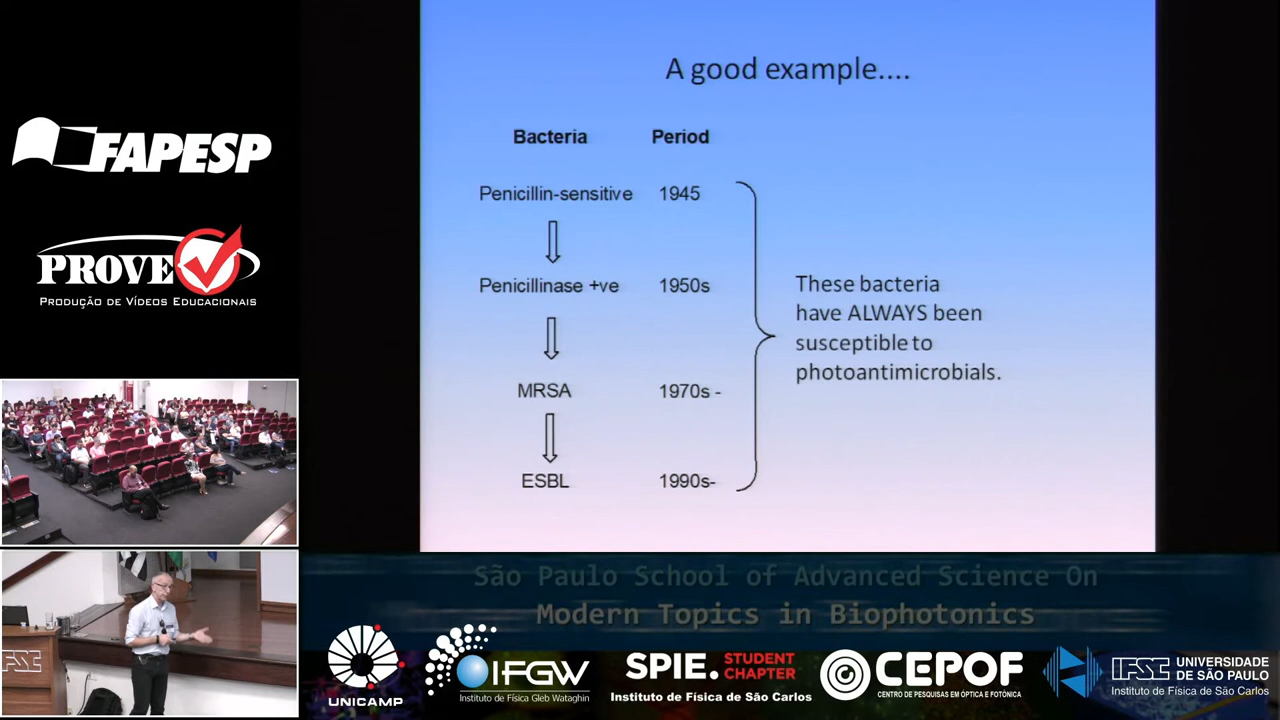 A good example....
Bacteria Period
Penicillin-sensitive 1945
Penicillinase +ve 1950s
MRSA 1970s -
ESBL 1990s-
These bacteria
have ALWAYS been
susceptible to
photoantimicrobials.
FAPESP
PROVE
PRODUÇÃO DE VÍDEOS EDUCACIONAIS
IFSC
São Paulo School of Advanced Science On
Modern Topics in Biophotonics
UNICAMP
IFGW
Instituto de Física Gleb Wataghin
SPIE. STUDENT
CHAPTER
Instituto de Física de São Carlos
CEPOF
CENTRO DE PESQUISAS EM ÓPTICA E FOTÔNICA
IFSC UNIVERSIDADE
DE SÃO PAULO
Instituto de Física de São Carlos